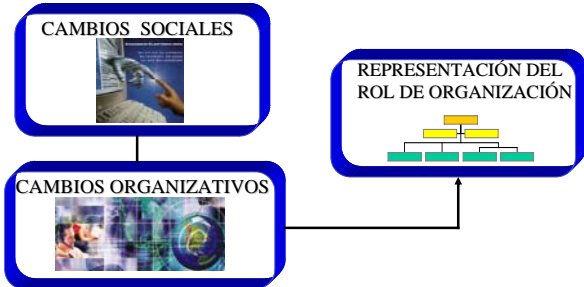 CAMBIOS SOCIALES
REPRESENTACIÓN DEL
ROL DE ORGANIZACIÓN
CAMBIOS ORGANIZATIVOS